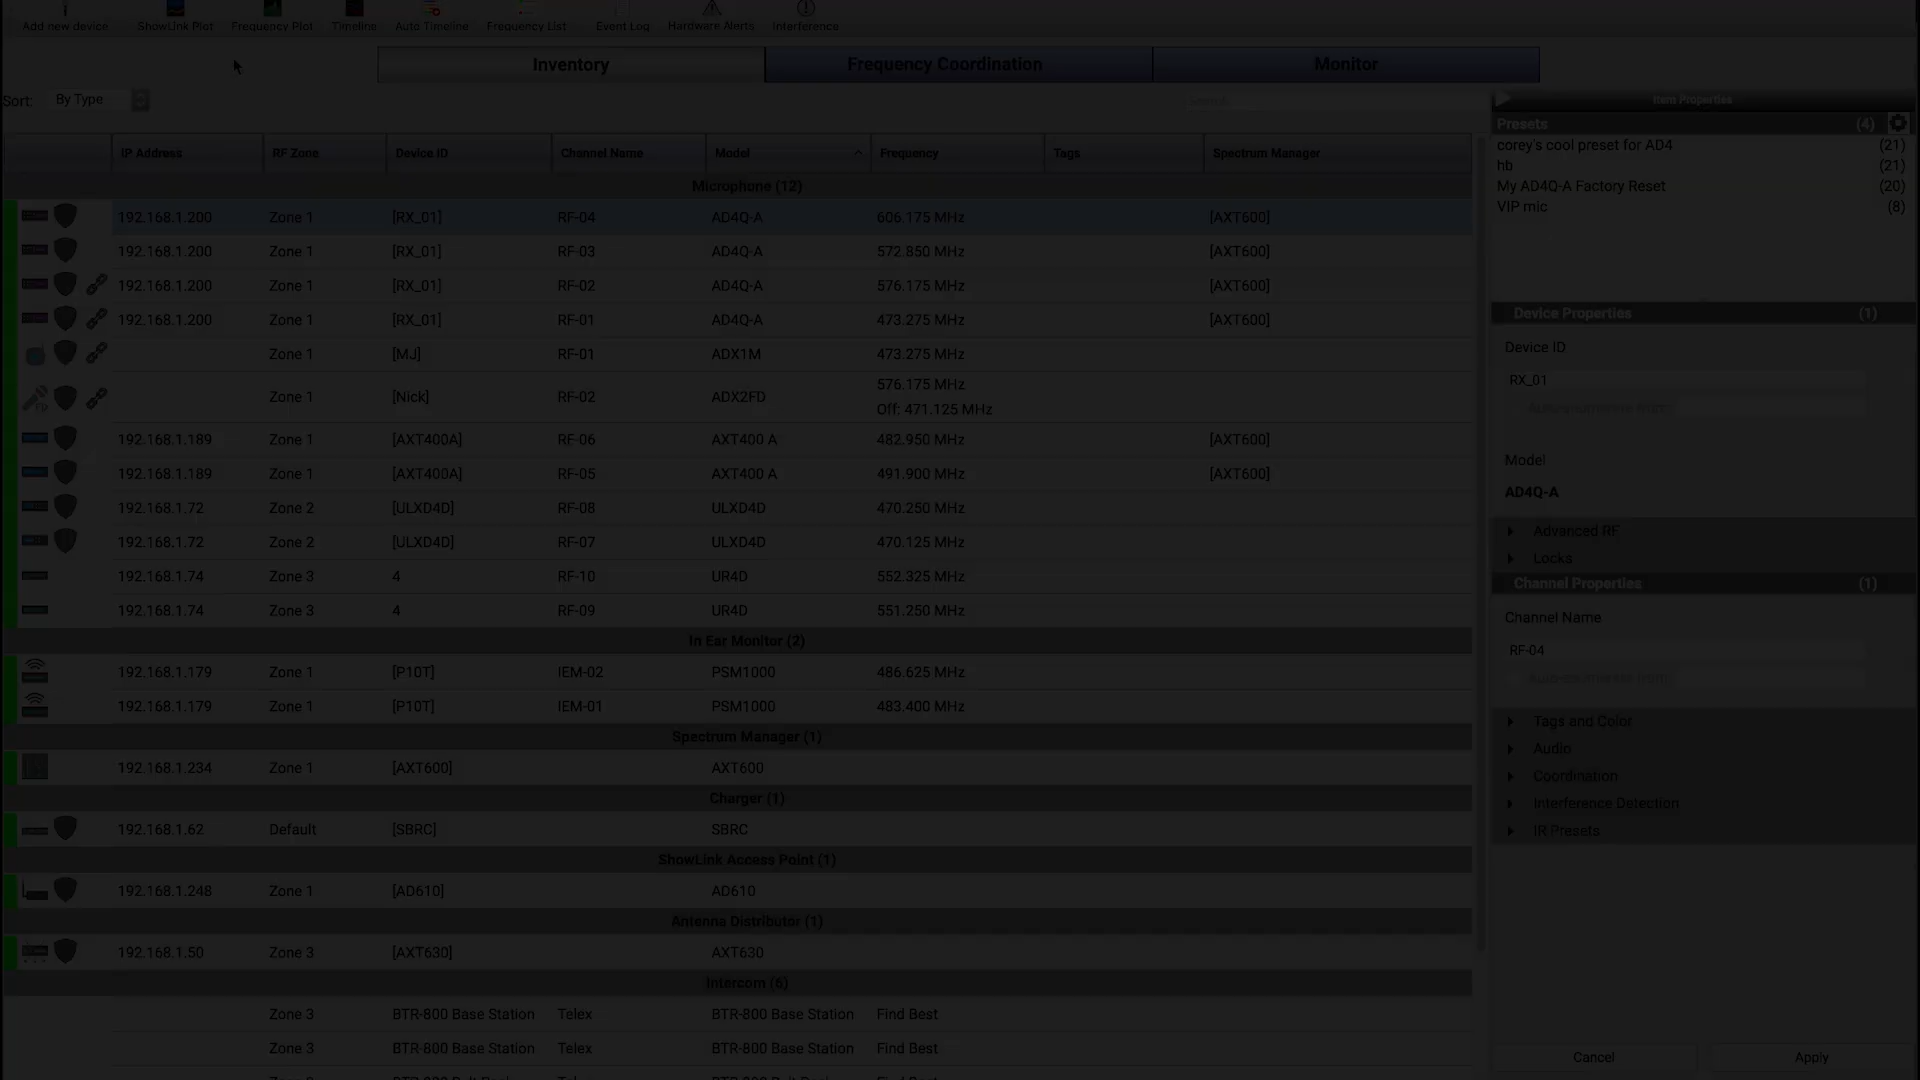 Add new device ShowLink Plot Frequency Plot Timeline Auto Timeline Frequency List Event Log Hardware Alerts Interference
Inventory Frequency Coordination Monitor
Sort: By Type Search
IP Address RF Zone Device ID Channel Name Model Frequency Tags Spectrum Manager
Microphone (12)
192.168.1.200 Zone 1 [RX_01] RF-04 AD4Q-A 606.175 MHz [AXT600]
192.168.1.200 Zone 1 [RX_01] RF-03 AD4Q-A 572.850 MHz [AXT600]
192.168.1.200 Zone 1 [RX_01] RF-02 AD4Q-A 576.175 MHz [AXT600]
192.168.1.200 Zone 1 [RX_01] RF-01 AD4Q-A 473.275 MHz [AXT600]
Zone 1 [MJ] RF-01 ADX1M 473.275 MHz
Zone 1 [Nick] RF-02 ADX2FD 576.175 MHz
Off: 471.125 MHz
192.168.1.189 Zone 1 [AXT400A] RF-06 AXT400 A 482.950 MHz [AXT600]
192.168.1.189 Zone 1 [AXT400A] RF-05 AXT400 A 491.900 MHz [AXT600]
192.168.1.72 Zone 2 [ULXD4D] RF-08 ULXD4D 470.250 MHz
192.168.1.72 Zone 2 [ULXD4D] RF-07 ULXD4D 470.125 MHz
192.168.1.74 Zone 3 4 RF-10 UR4D 552.325 MHz
192.168.1.74 Zone 3 4 RF-09 UR4D 551.250 MHz
In Ear Monitor (2)
192.168.1.179 Zone 1 [P10T] IEM-02 PSM1000 486.625 MHz
192.168.1.179 Zone 1 [P10T] IEM-01 PSM1000 483.400 MHz
Spectrum Manager (1)
192.168.1.234 Zone 1 [AXT600] AXT600
Charger (1)
192.168.1.62 Default [SBRC] SBRC
ShowLink Access Point (1)
192.168.1.248 Zone 1 [AD610] AD610
Antenna Distributor (1)
192.168.1.50 Zone 3 [AXT630] AXT630
Intercom (6)
Zone 3 BTR-800 Base Station Telex BTR-800 Base Station Find Best
Zone 3 BTR-800 Base Station Telex BTR-800 Base Station Find Best
Item Properties
Presets (4)
corey's cool preset for AD4 (21)
hb (21)
My AD4Q-A Factory Reset (20)
VIP mic (8)
Device Properties (1)
Device ID
RX_01
Model
AD4Q-A
Advanced RF
Locks
Channel Properties (1)
Channel Name
RF-04
Tags and Color
Audio
Coordination
Interference Detection
IR Presets
Cancel Apply